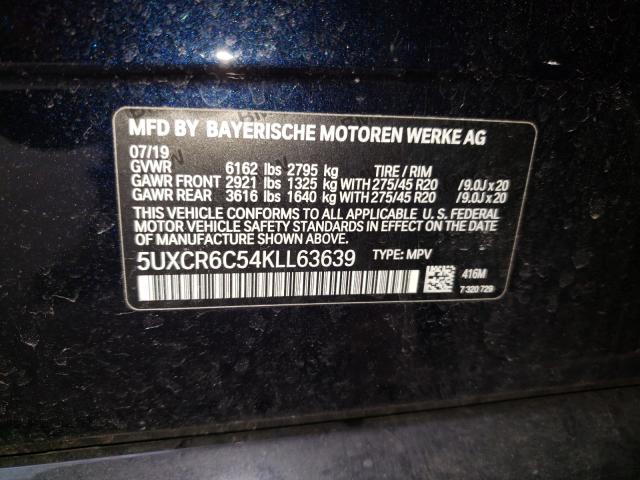 MFD BY BAYERISCHE MOTOREN WERKE AG
07/19
GVWR 6162 lbs 2795 kg TIRE / RIM
GAWR FRONT 2921 lbs 1325 kg WITH 275/45 R20 /9.0J x 20
GAWR REAR 3616 lbs 1640 kg WITH 275/45 R20 /9.0J x 20
THIS VEHICLE CONFORMS TO ALL APPLICABLE U. S. FEDERAL
MOTOR VEHICLE SAFETY STANDARDS IN EFFECT ON THE
DATE OF MANUFACTURE SHOWN ABOVE.
5UXCR6C54KLL63639 TYPE: MPV
416M
7 320 729